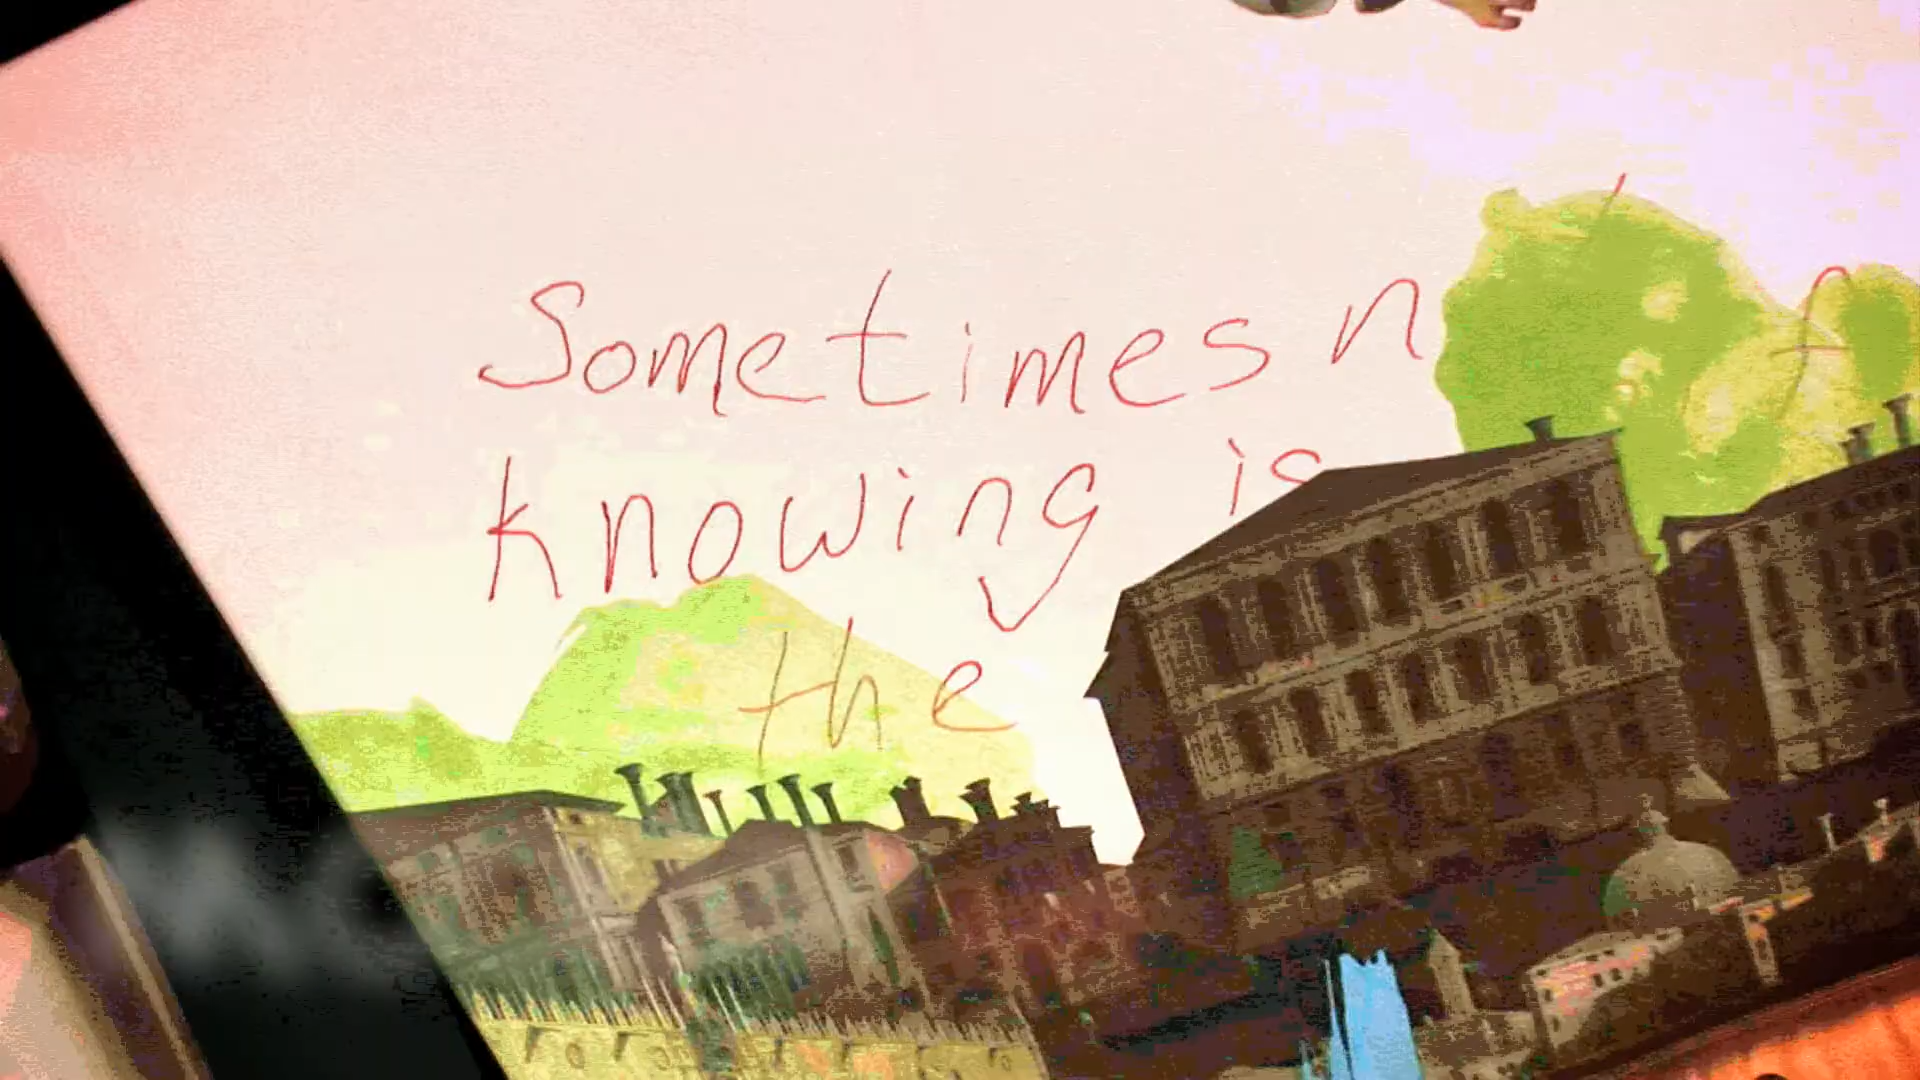 Sometimes n
knowing is
the